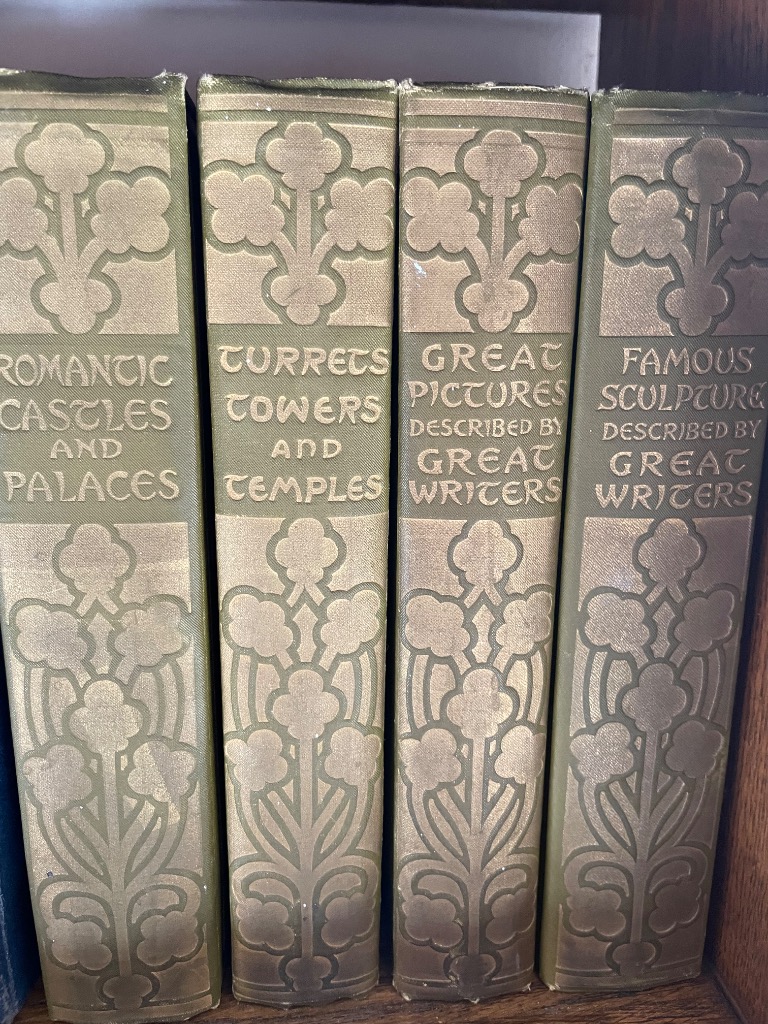 ROMANTIC
CASTLES
AND
PALACES
TURRETS
TOWERS
AND
TEMPLES
GREAT
PICTURES
DESCRIBED BY
GREAT
WRITERS
FAMOUS
SCULPTURE
DESCRIBED BY
GREAT
WRITERS